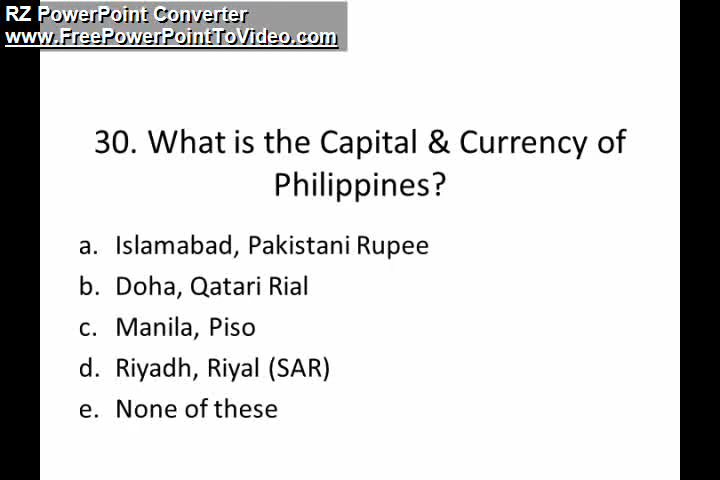 RZ PowerPoint Converter
www.FreePowerPointToVideo.com
30. What is the Capital & Currency of
Philippines?
a. Islamabad, Pakistani Rupee
b. Doha, Qatari Rial
c. Manila, Piso
d. Riyadh, Riyal (SAR)
e. None of these